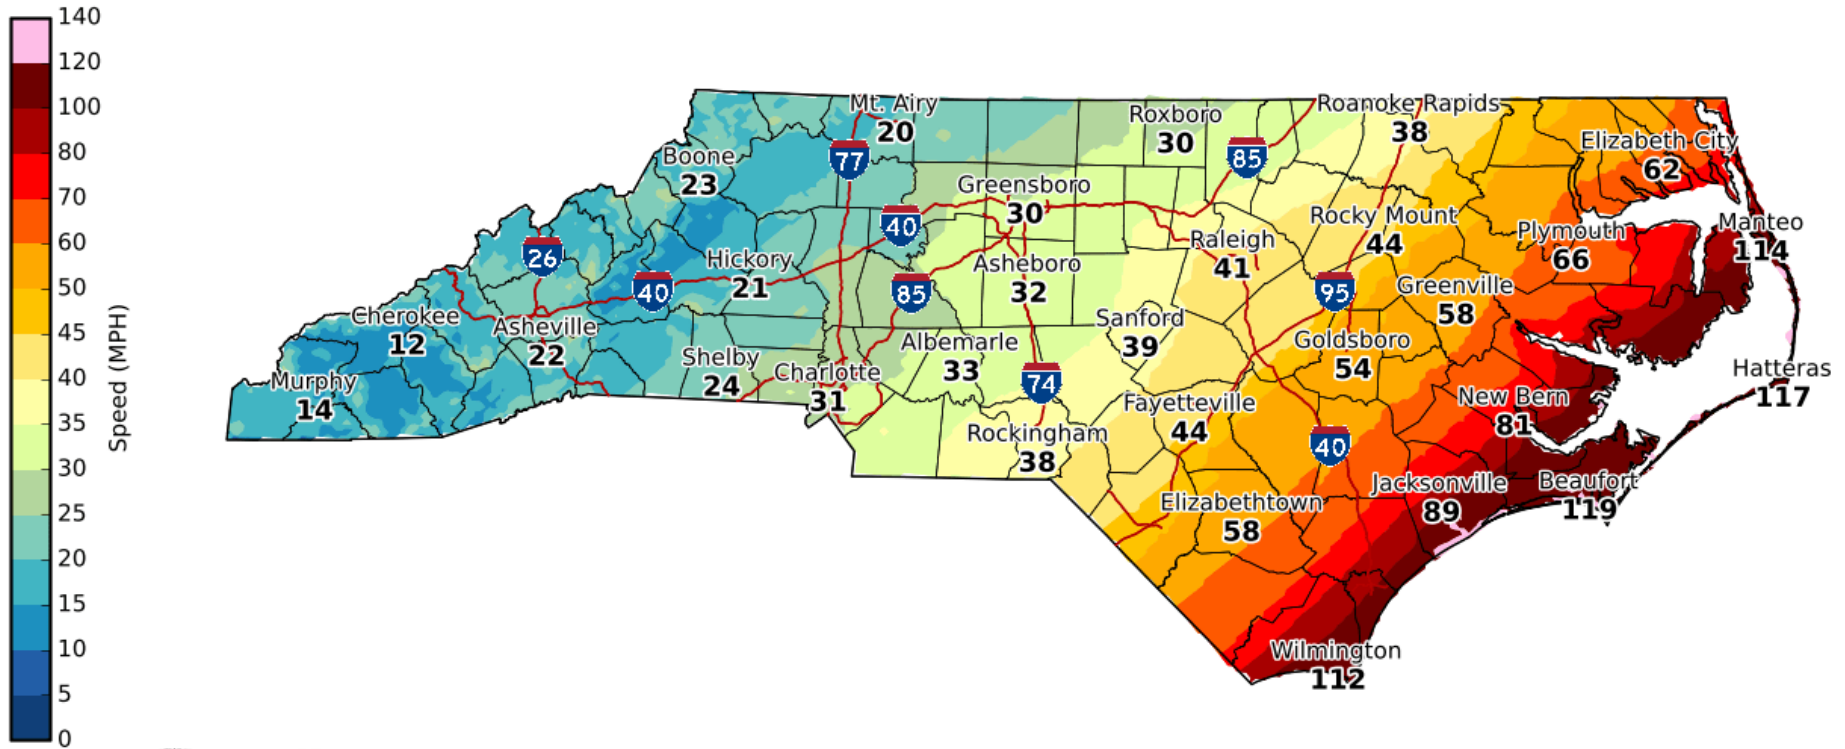 140
120
100
80
70
60
50
45
40
35
30
25
20
15
10
5
0
Speed (MPH)
Mt. Airy
20
Roxboro
30
Roanoke Rapids
38
Elizabeth City
62
Boone
23
77
85
Greensboro
30
40
Rocky Mount
44
Raleigh
41
Plymouth
66
Manteo
114
26
Hickory
21
40
85
Asheboro
32
95
Greenville
58
Cherokee
12
Asheville
22
Sanford
39
Goldsboro
54
Albemarle
33
Shelby
24
Charlotte
31
Murphy
14
74
Hatteras
117
New Bern
81
Fayetteville
44
Rockingham
38
40
Jacksonville
89
Beaufort
119
Elizabethtown
58
Wilmington
112